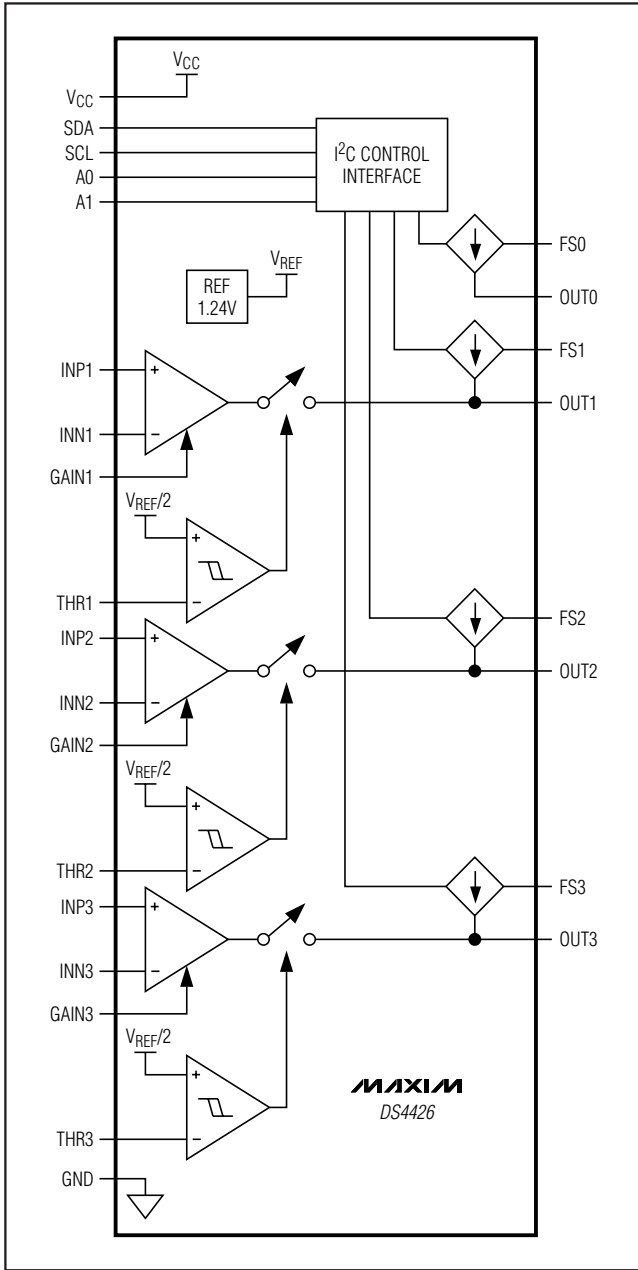 V_CC
V_CC
SDA
SCL
A0
A1
I²C CONTROL
INTERFACE
FS0
OUT0
V_REF
REF
1.24V
FS1
INP1
+
OUT1
INN1
−
GAIN1
V_REF/2
+
THR1
−
INP2
+
FS2
OUT2
INN2
−
GAIN2
V_REF/2
+
THR2
−
INP3
+
FS3
OUT3
INN3
−
GAIN3
V_REF/2
+
MAXIM
DS4426
THR3
−
GND